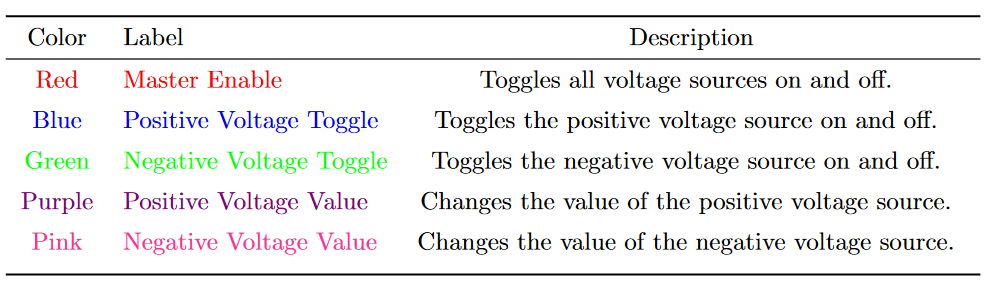 Color Label Description
Red Master Enable Toggles all voltage sources on and off.
Blue Positive Voltage Toggle Toggles the positive voltage source on and off.
Green Negative Voltage Toggle Toggles the negative voltage source on and off.
Purple Positive Voltage Value Changes the value of the positive voltage source.
Pink Negative Voltage Value Changes the value of the negative voltage source.